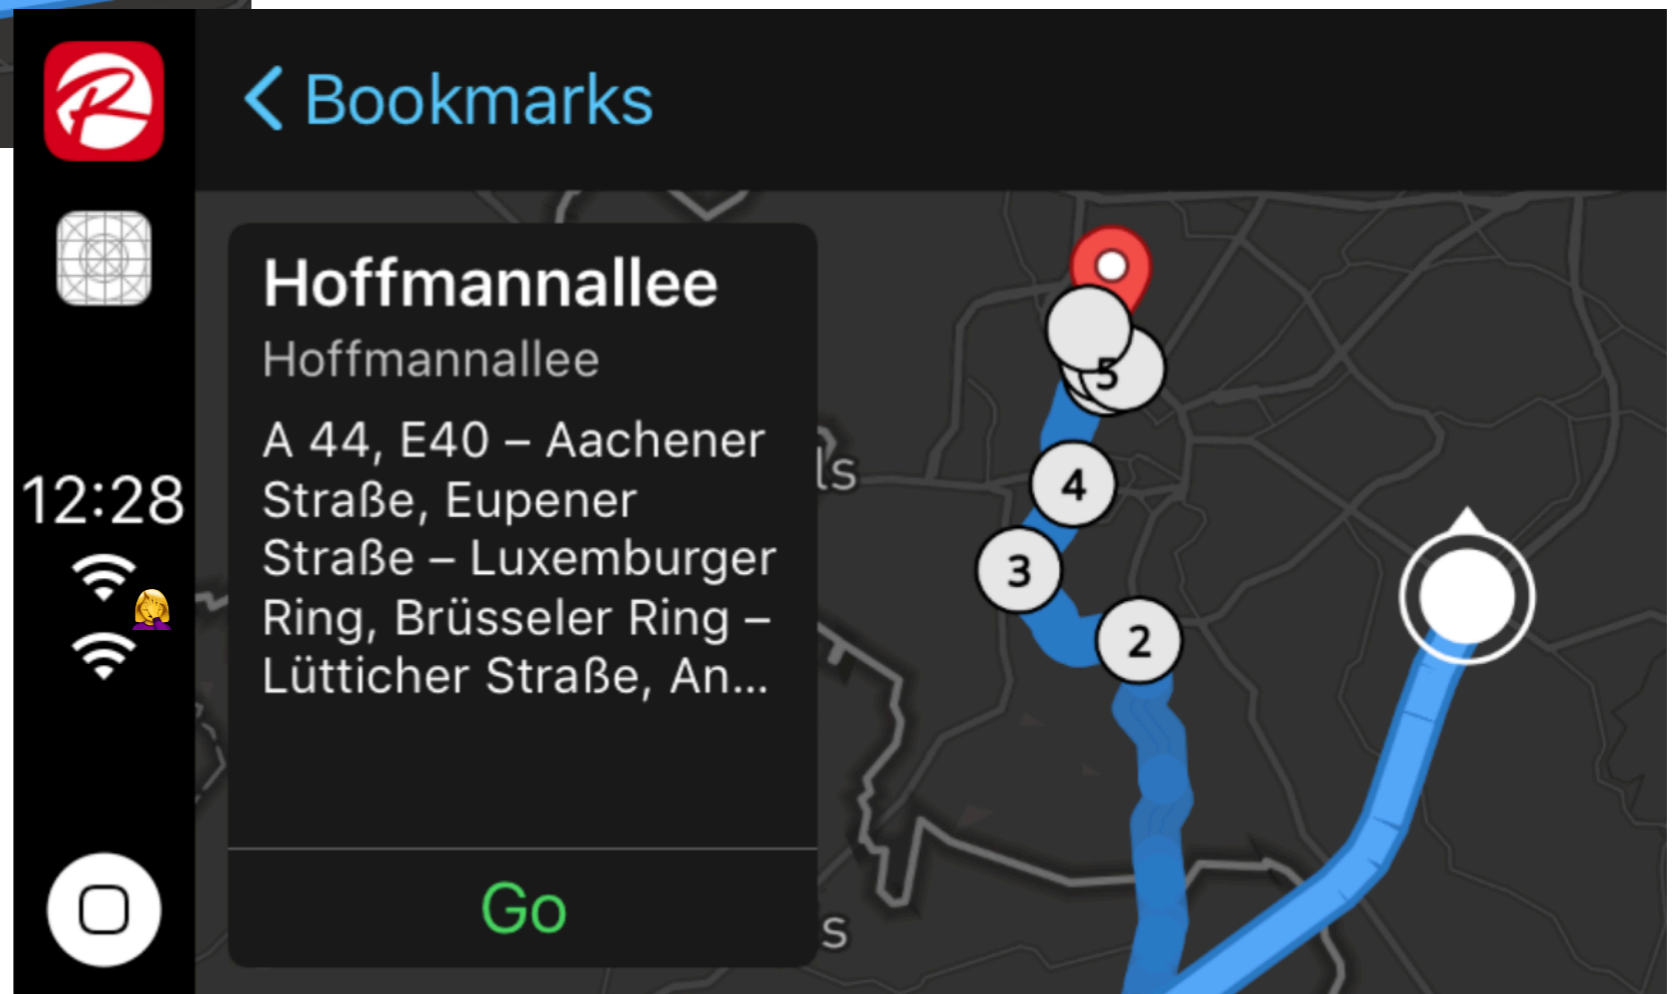 Bookmarks
Hoffmannallee
Hoffmannallee
A 44, E40 – Aachener
Straße, Eupener
Straße – Luxemburger
Ring, Brüsseler Ring –
Lütticher Straße, An...
Go
12:28
5
4
3
2
ls
s